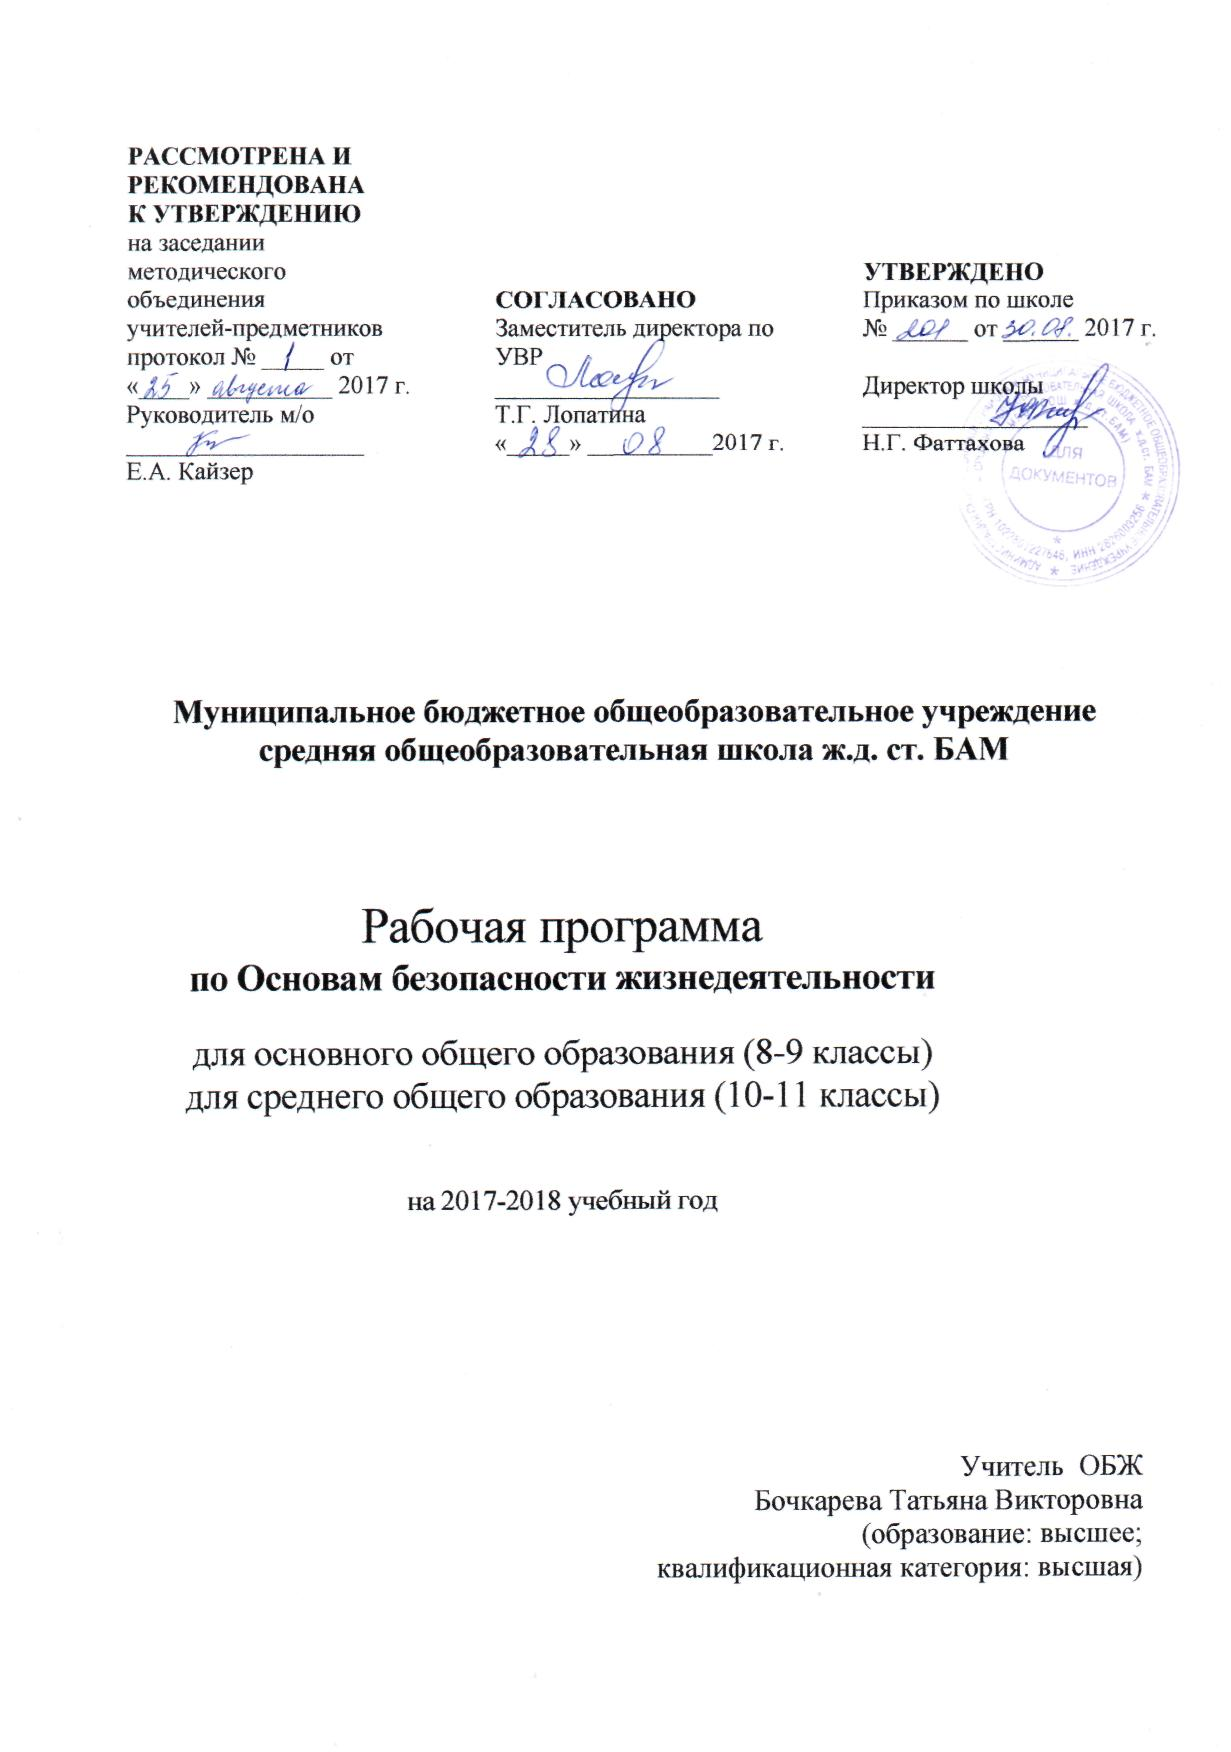 РАССМОТРЕНА И
РЕКОМЕНДОВАНА
К УТВЕРЖДЕНИЮ
на заседании
методического
объединения
учителей-предметников
протокол № 1 от
«25» августа 2017 г.
Руководитель м/о
Е.А. Кайзер
СОГЛАСОВАНО
Заместитель директора по
УВР
Т.Г. Лопатина
«28» 08 2017 г.
УТВЕРЖДЕНО
Приказом по школе
№ 201 от 30.08. 2017 г.
Директор школы
Н.Г. Фаттахова
ДЛЯ
ДОКУМЕНТОВ
Муниципальное бюджетное общеобразовательное учреждение
средняя общеобразовательная школа ж.д. ст. БАМ
Рабочая программа
по Основам безопасности жизнедеятельности
для основного общего образования (8-9 классы)
для среднего общего образования (10-11 классы)
на 2017-2018 учебный год
Учитель ОБЖ
Бочкарева Татьяна Викторовна
(образование: высшее;
квалификационная категория: высшая)